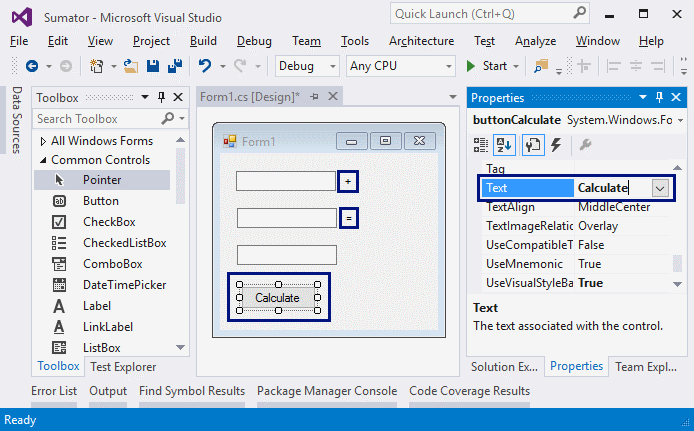 Sumator - Microsoft Visual Studio
Quick Launch (Ctrl+Q)
File Edit View Project Build Debug Team Tools Architecture Test Analyze Window Help
Debug Any CPU Start
Data Sources
Toolbox
Search Toolbox
All Windows Forms
Common Controls
Pointer
Button
CheckBox
CheckedListBox
ComboBox
DateTimePicker
Label
LinkLabel
ListBox
Toolbox Test Explorer
Form1.cs [Design]*
Form1
+
=
Calculate
Properties
buttonCalculate System.Windows.Fo
Tag
Text Calculate
TextAlign MiddleCenter
TextImageRelatic Overlay
UseCompatibleT False
UseMnemonic True
UseVisualStyleBa True
Text
The text associated with the control.
Solution Ex... Properties Team Expl...
Error List Output Find Symbol Results Package Manager Console Code Coverage Results
Ready